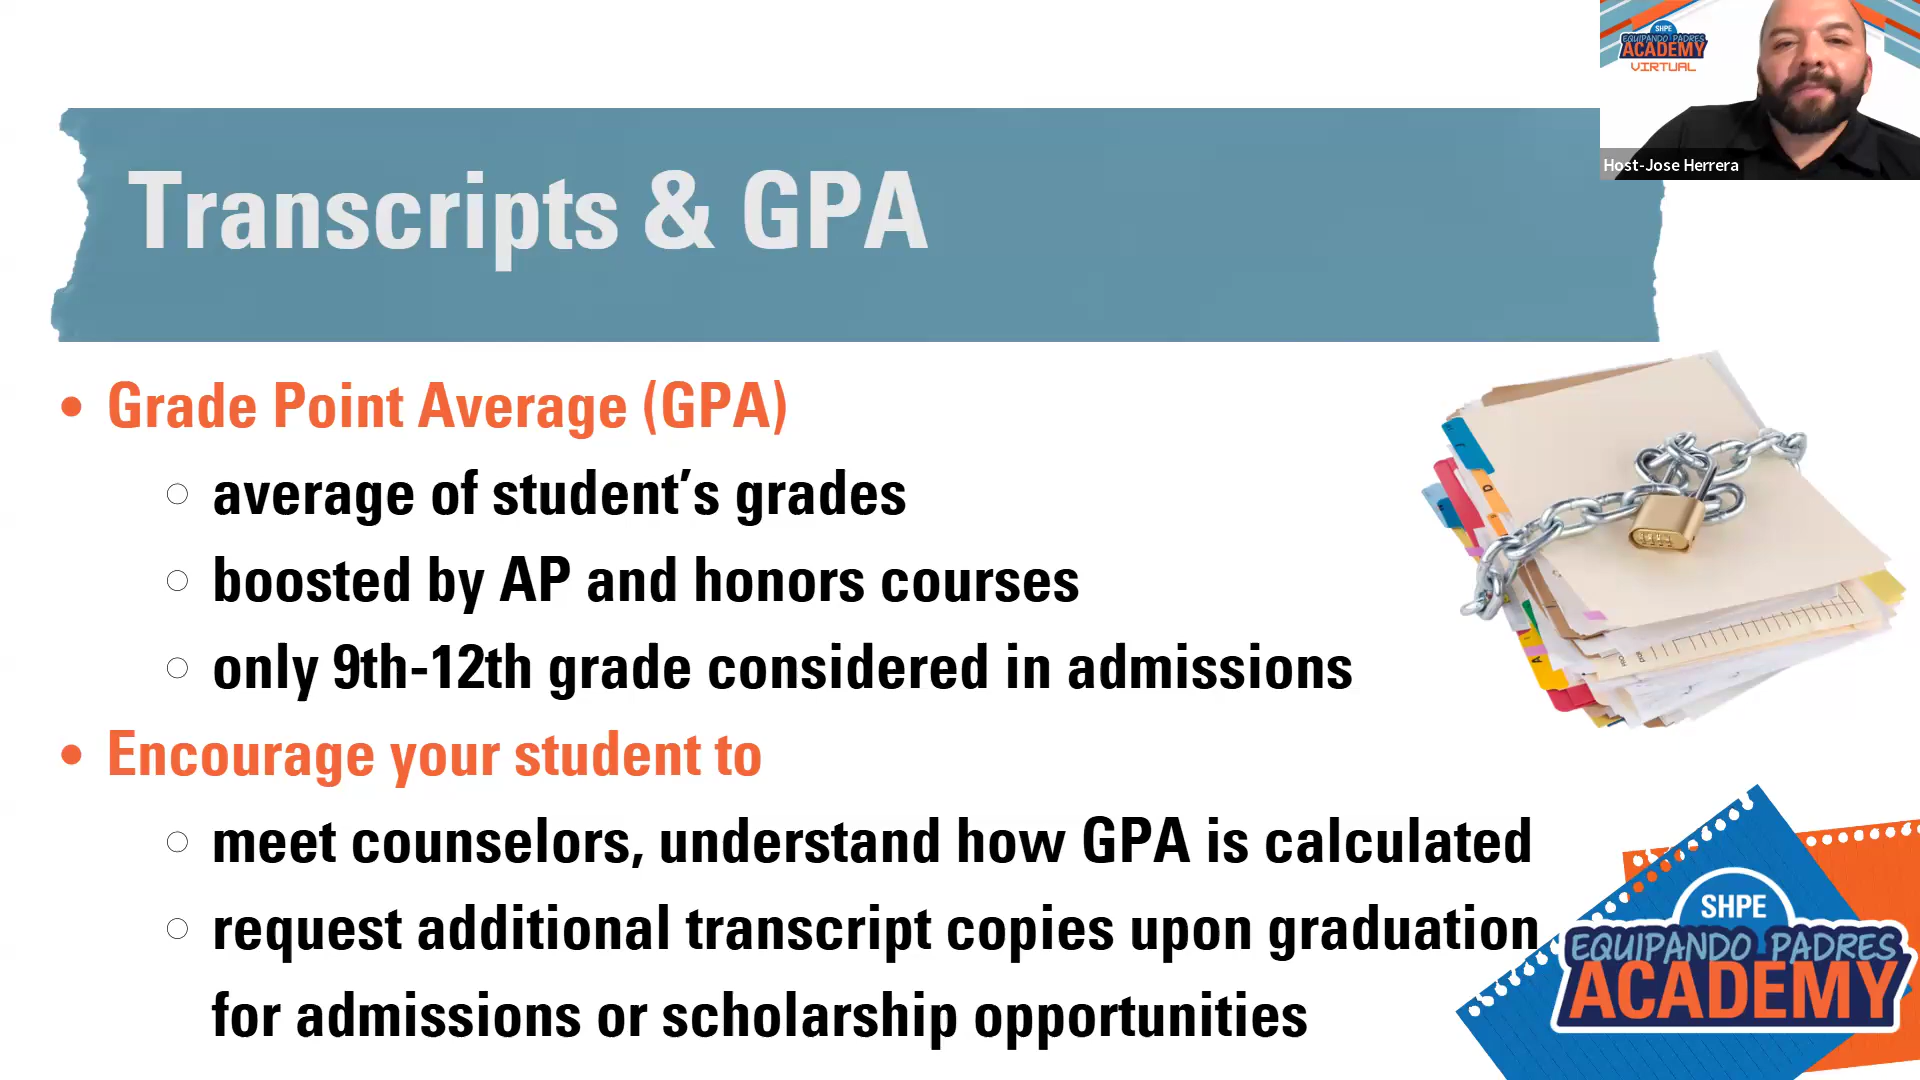 SHPE
EQUIPANDO PADRES
ACADEMY
VIRTUAL
Host-Jose Herrera
Transcripts & GPA
• Grade Point Average (GPA)
○ average of student’s grades
○ boosted by AP and honors courses
○ only 9th-12th grade considered in admissions
• Encourage your student to
○ meet counselors, understand how GPA is calculated
○ request additional transcript copies upon graduation
for admissions or scholarship opportunities
SHPE
EQUIPANDO PADRES
ACADEMY